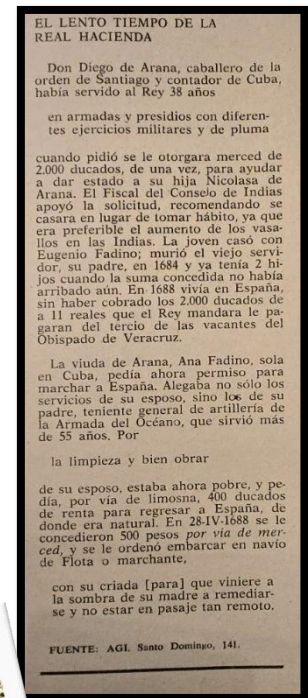 EL LENTO TIEMPO DE LA
REAL HACIENDA
Don Diego de Arana, caballero de la
orden de Santiago y contador de Cuba,
había servido al Rey 38 años
en armadas y presidios con diferen-
tes ejercicios militares y de pluma
cuando pidió se le otorgara merced de
2.000 ducados, de una vez, para ayudar
a dar estado a su hija Nicolasa de
Arana. El Fiscal del Consejo de Indias
apoyó la solicitud, recomendando se
casara en lugar de tomar hábito, ya que
era preferible el aumento de los vasa-
llos en las Indias. La joven casó con
Eugenio Fadino; murió el viejo servi-
dor, su padre, en 1684 y ya tenía 2 hi-
jos cuando la suma concedida no había
arribado aún. En 1688 vivía en España,
sin haber cobrado los 2.000 ducados de
a 11 reales que el Rey mandara le pa-
garan del tercio de las vacantes del
Obispado de Veracruz.
La viuda de Arana, Ana Fadino, sola
en Cuba, pedía ahora permiso para
marchar a España. Alegaba no sólo los
servicios de su esposo, sino los de su
padre, teniente general de artillería de
la Armada del Océano, que sirvió más
de 55 años. Por
la limpieza y bien obrar
de su esposo, estaba ahora pobre, y pe-
día, por vía de limosna, 400 ducados
de renta para regresar a España, de
donde era natural. En 28-IV-1688 se le
concedieron 500 pesos por vía de mer-
ced, y se le ordenó embarcar en navío
de Flota o marchante,
con su criada [para] que viniere a
la sombra de su madre a remediar-
se y no estar en pasaje tan remoto.
FUENTE: AGI. Santo Domingo, 141.